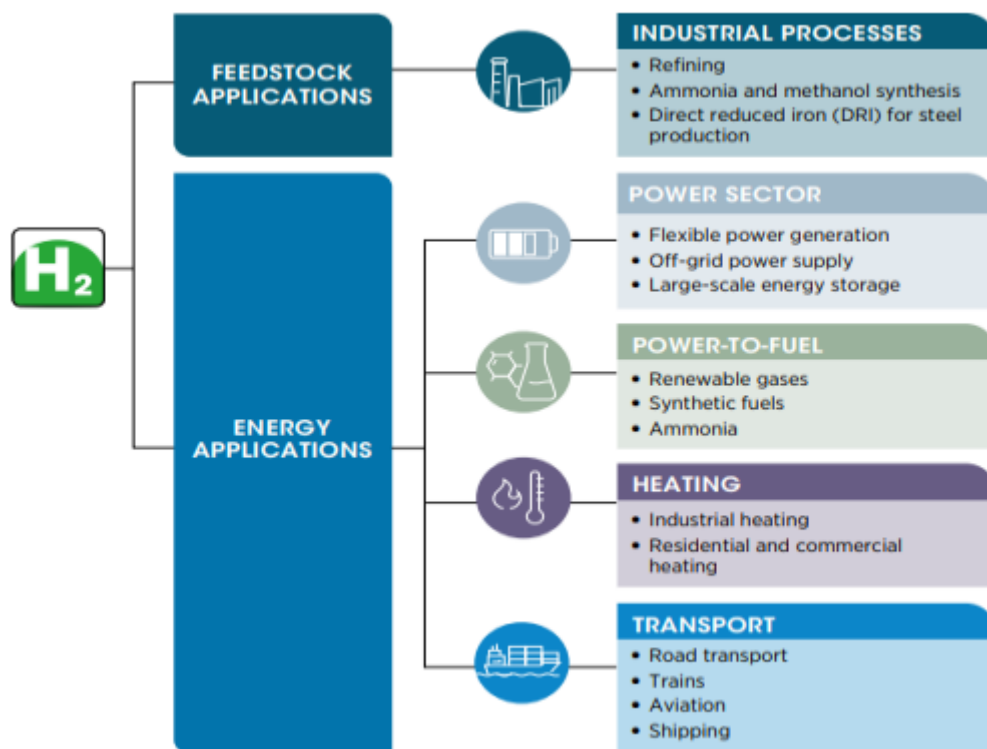 H2
FEEDSTOCK
APPLICATIONS
INDUSTRIAL PROCESSES
• Refining
• Ammonia and methanol synthesis
• Direct reduced iron (DRI) for steel
production
ENERGY
APPLICATIONS
POWER SECTOR
• Flexible power generation
• Off-grid power supply
• Large-scale energy storage
POWER-TO-FUEL
• Renewable gases
• Synthetic fuels
• Ammonia
HEATING
• Industrial heating
• Residential and commercial
heating
TRANSPORT
• Road transport
• Trains
• Aviation
• Shipping